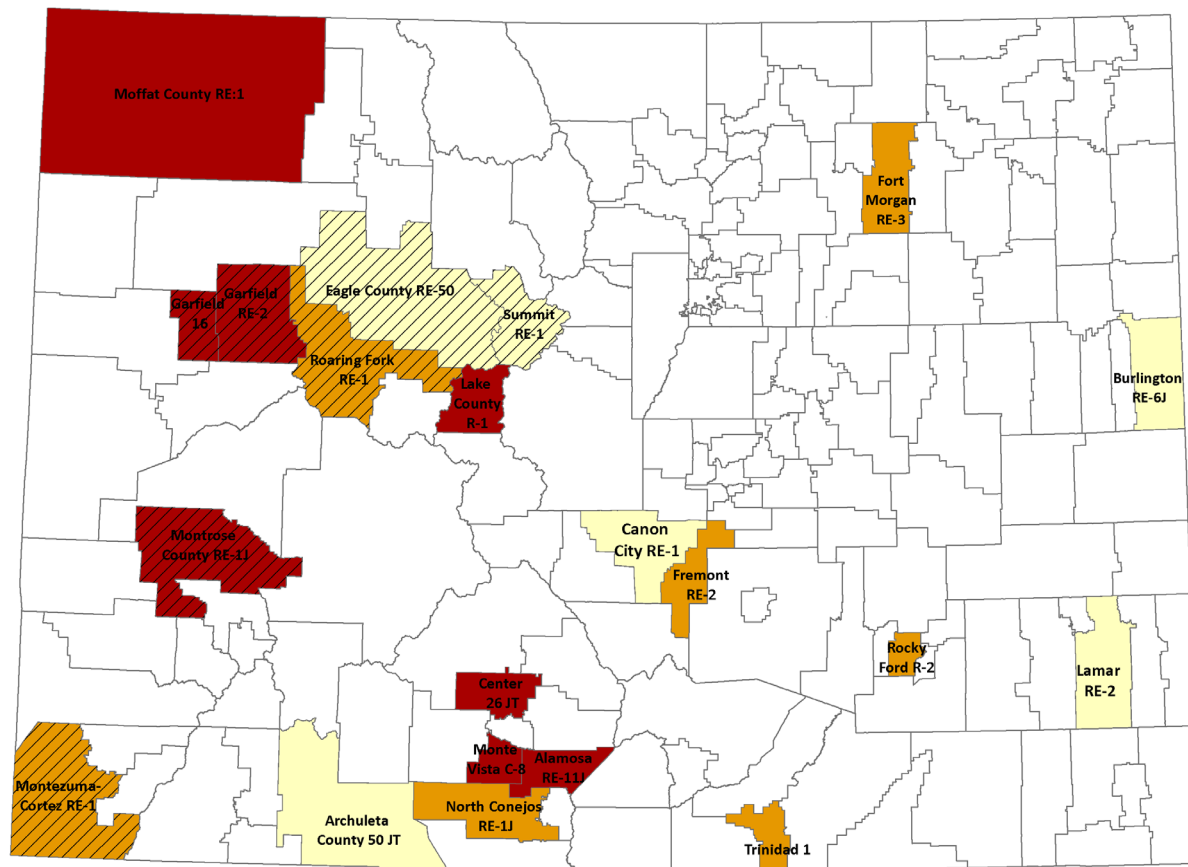 Moffat County RE:1
Fort
Morgan
RE-3
Garfield
RE-2
Garfield
16
Eagle County RE-50
Summit
RE-1
Roaring Fork
RE-1
Lake
County
R-1
Burlington
RE-6J
Montrose
County RE-1J
Canon
City RE-1
Fremont
RE-2
Rocky
Ford R-2
Lamar
RE-2
Center
26 JT
Monte
Vista C-8
Alamosa
RE-11J
Montezuma-
Cortez RE-1
North Conejos
RE-1J
Archuleta
County 50 JT
Trinidad 1